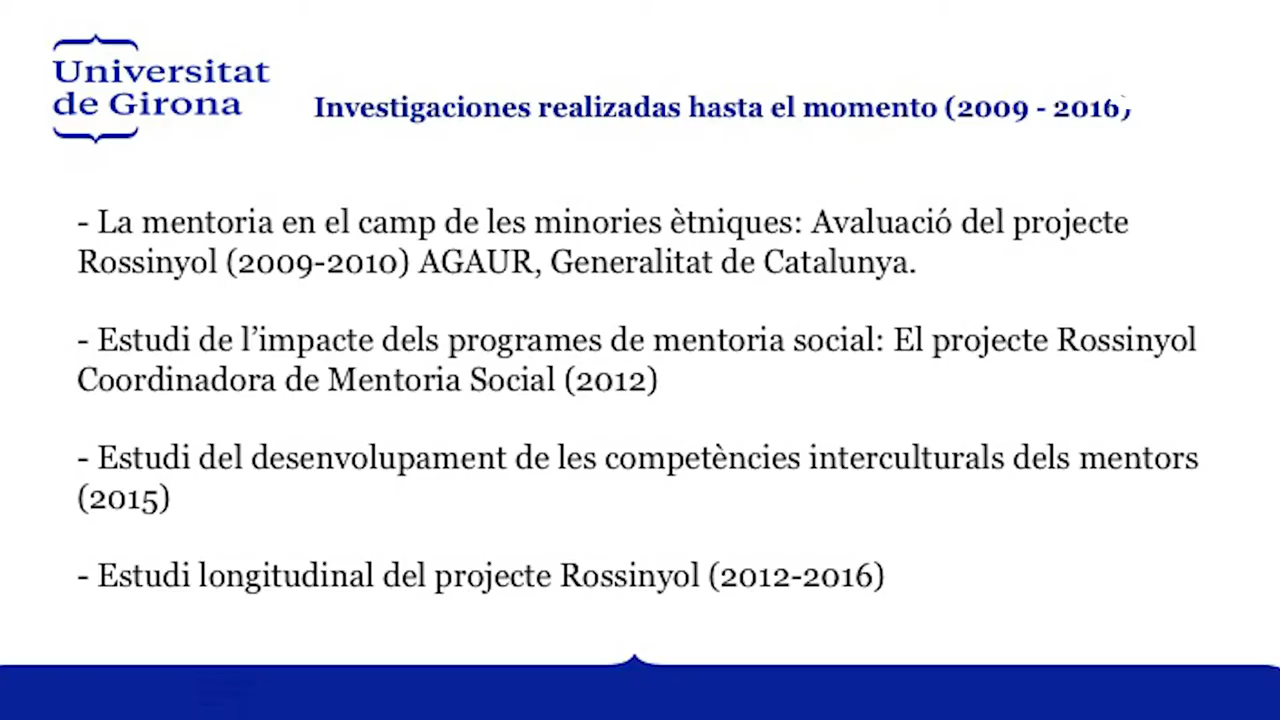 Universitat
de Girona
Investigaciones realizadas hasta el momento (2009 - 2016)
- La mentoria en el camp de les minories ètniques: Avaluació del projecte
Rossinyol (2009-2010) AGAUR, Generalitat de Catalunya.
- Estudi de l’impacte dels programes de mentoria social: El projecte Rossinyol
Coordinadora de Mentoria Social (2012)
- Estudi del desenvolupament de les competències interculturals dels mentors
(2015)
- Estudi longitudinal del projecte Rossinyol (2012-2016)